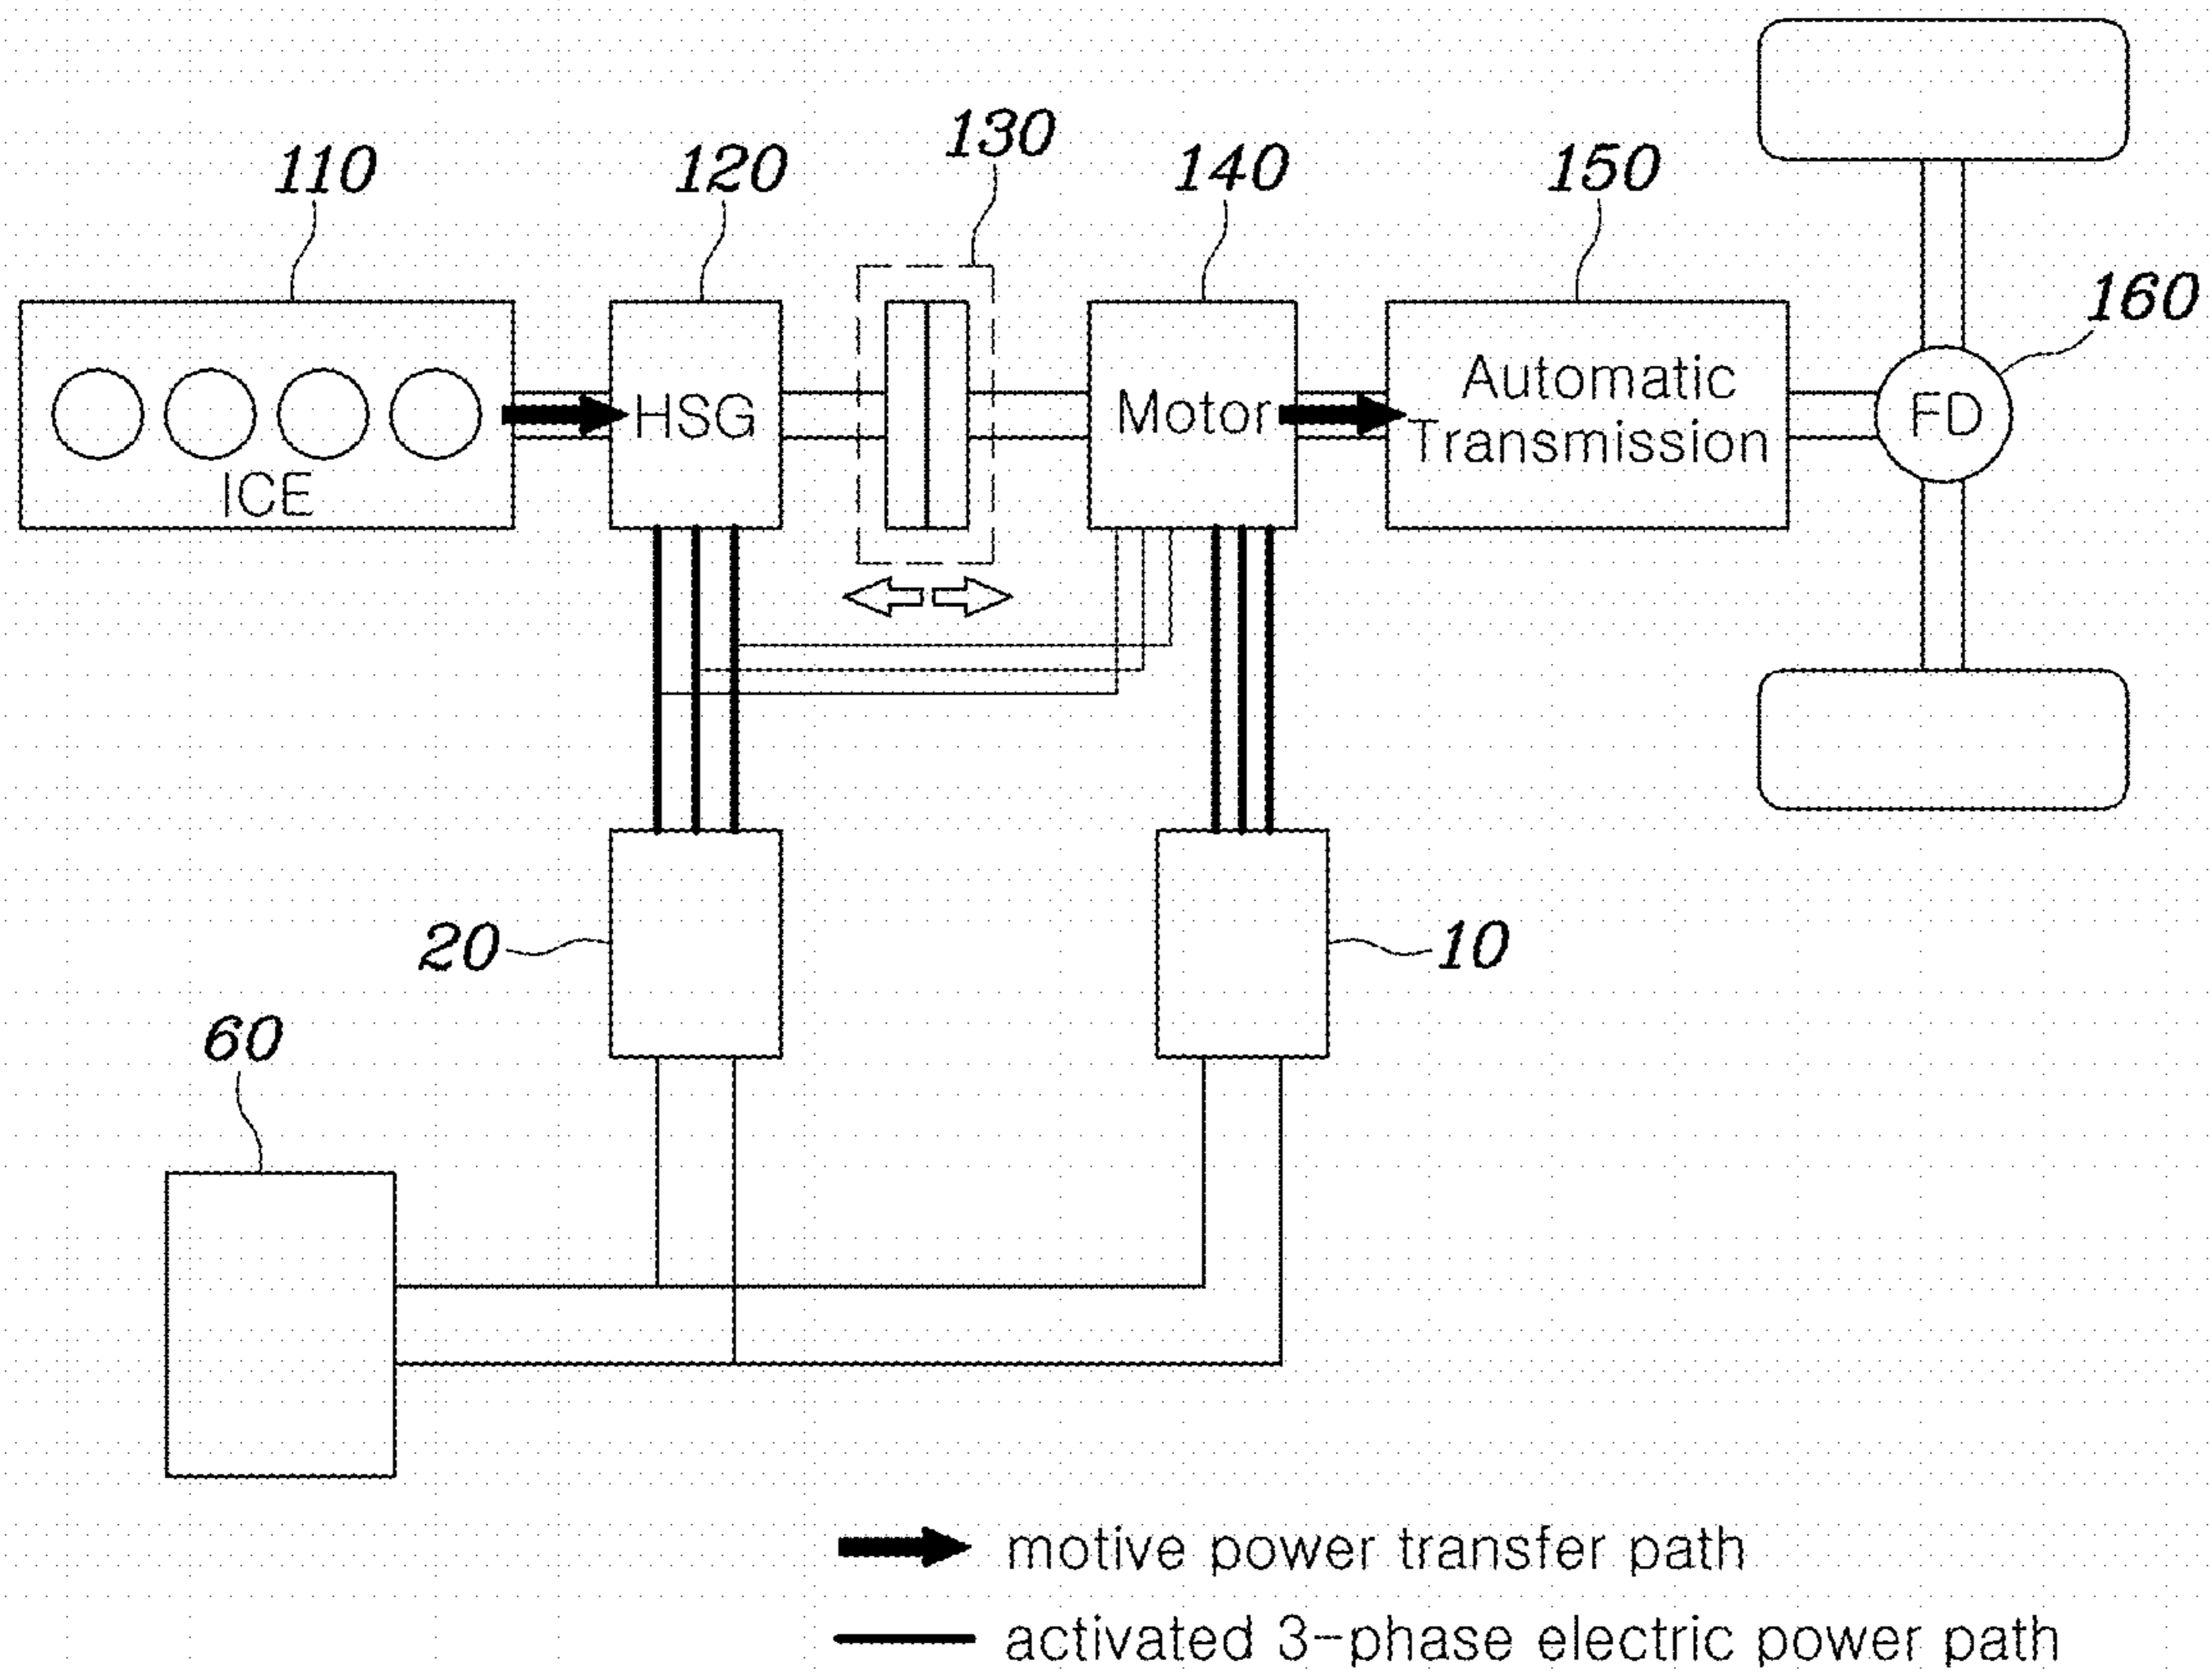 130
110
120
140
150
160
ICE
HSG
Motor
Automatic
Transmission
FD
20
10
60
motive power transfer path
activated 3-phase electric power path